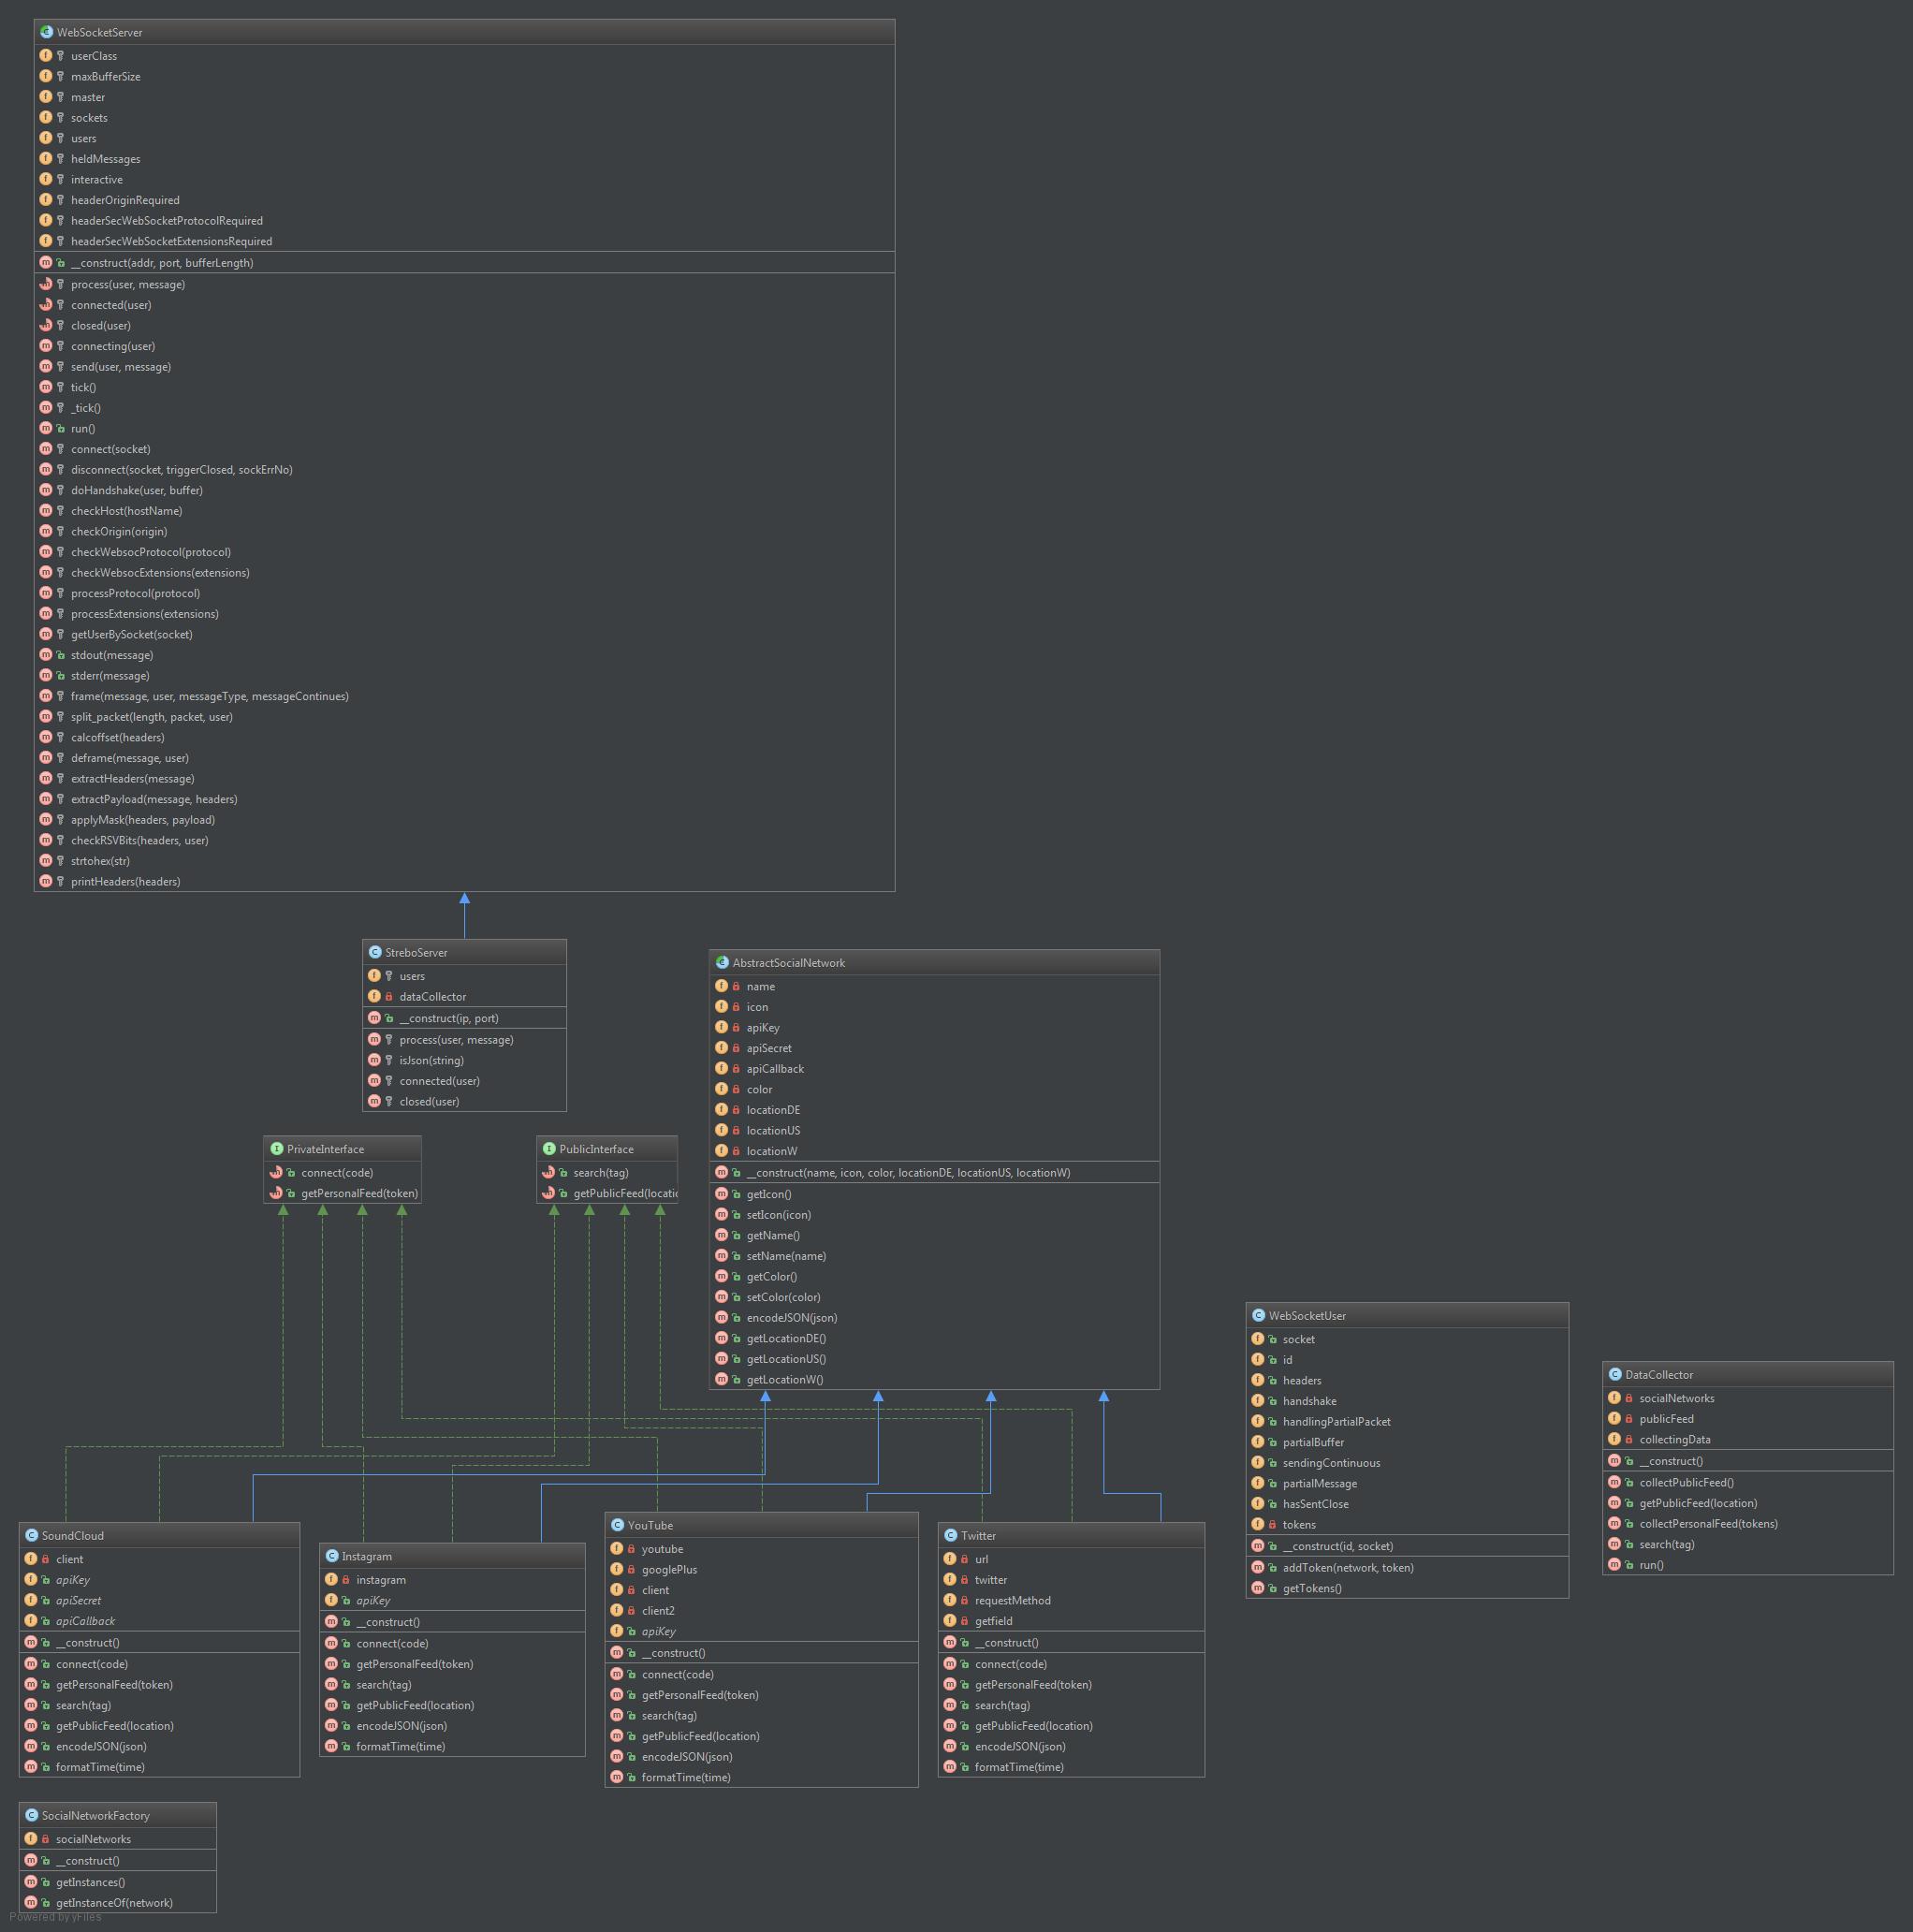 WebSocketServer
userClass
maxBufferSize
master
sockets
users
heldMessages
interactive
headerOriginRequired
headerSecWebSocketProtocolRequired
headerSecWebSocketExtensionsRequired
__construct(addr, port, bufferLength)
process(user, message)
connected(user)
closed(user)
connecting(user)
send(user, message)
tick()
_tick()
run()
connect(socket)
disconnect(socket, triggerClosed, sockErrNo)
doHandshake(user, buffer)
checkHost(hostName)
checkOrigin(origin)
checkWebsocProtocol(protocol)
checkWebsocExtensions(extensions)
processProtocol(protocol)
processExtensions(extensions)
getUserBySocket(socket)
stdout(message)
stderr(message)
frame(message, user, messageType, messageContinues)
split_packet(length, packet, user)
calcoffset(headers)
deframe(message, user)
extractHeaders(message)
extractPayload(message, headers)
applyMask(headers, payload)
checkRSVBits(headers, user)
strtohex(str)
printHeaders(headers)
StreboServer
users
dataCollector
__construct(ip, port)
process(user, message)
isJson(string)
connected(user)
closed(user)
AbstractSocialNetwork
name
icon
apiKey
apiSecret
apiCallback
color
locationDE
locationUS
locationW
__construct(name, icon, color, locationDE, locationUS, locationW)
getIcon()
setIcon(icon)
getName()
setName(name)
getColor()
setColor(color)
encodeJSON(json)
getLocationDE()
getLocationUS()
getLocationW()
PrivateInterface
connect(code)
getPersonalFeed(token)
PublicInterface
search(tag)
getPublicFeed(locatic
WebSocketUser
socket
id
headers
handshake
handlingPartialPacket
partialBuffer
sendingContinuous
partialMessage
hasSentClose
tokens
__construct(id, socket)
addToken(network, token)
getTokens()
DataCollector
socialNetworks
publicFeed
collectingData
__construct()
collectPublicFeed()
getPublicFeed(location)
collectPersonalFeed(tokens)
search(tag)
run()
SoundCloud
client
apiKey
apiSecret
apiCallback
__construct()
connect(code)
getPersonalFeed(token)
search(tag)
getPublicFeed(location)
encodeJSON(json)
formatTime(time)
Instagram
instagram
apiKey
__construct()
connect(code)
getPersonalFeed(token)
search(tag)
getPublicFeed(location)
encodeJSON(json)
formatTime(time)
YouTube
youtube
googlePlus
client
client2
apiKey
__construct()
connect(code)
getPersonalFeed(token)
search(tag)
getPublicFeed(location)
encodeJSON(json)
formatTime(time)
Twitter
url
twitter
requestMethod
getfield
__construct()
connect(code)
getPersonalFeed(token)
search(tag)
getPublicFeed(location)
encodeJSON(json)
formatTime(time)
SocialNetworkFactory
socialNetworks
__construct()
getInstances()
getInstanceOf(network)
Powered by yFiles